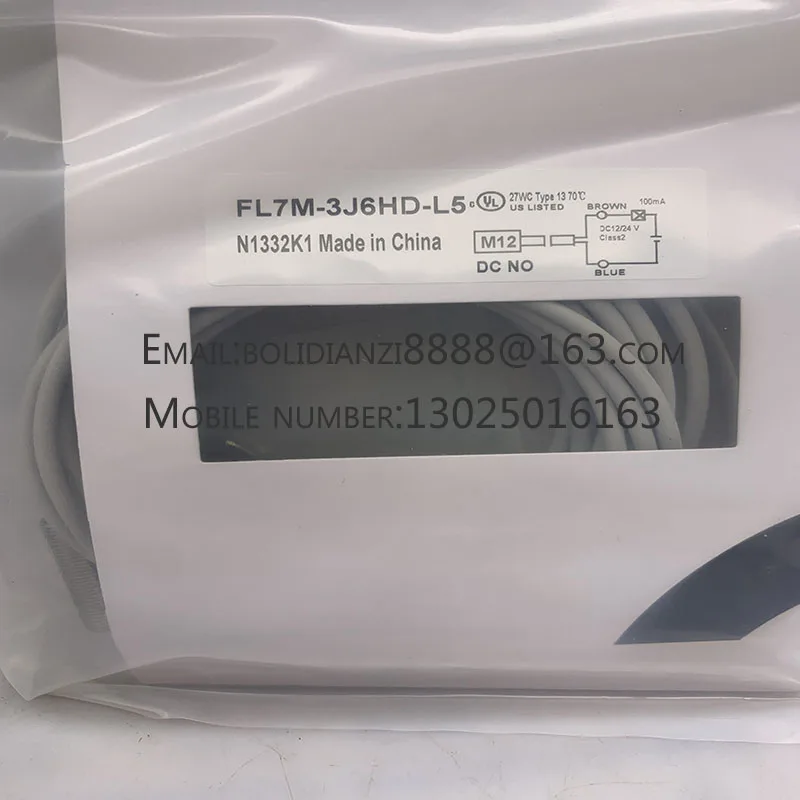 FL7M-3J6HD-L5
c UL 27WC Type 13 70℃
US LISTED
BROWN 100mA
N1332K1 Made in China
M12
DC12/24 V
Class2
DC NO
BLUE
EMAIL:BOLIDIANZI8888@163.COM
MOBILE NUMBER:13025016163